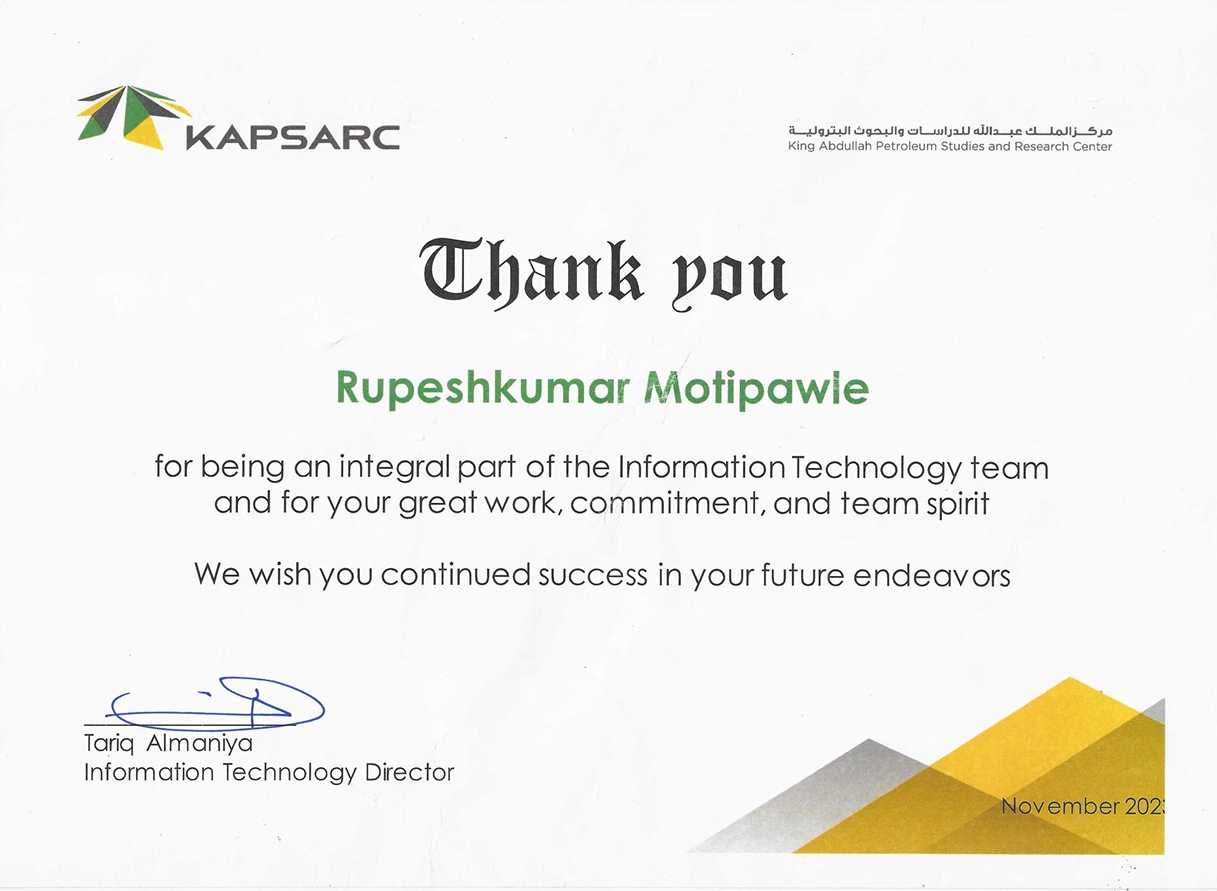 KAPSARC
مركز الملك عبدالله للدراسات والبحوث البترولية
King Abdullah Petroleum Studies and Research Center
Thank you
Rupeshkumar Motipawle
for being an integral part of the Information Technology team
and for your great work, commitment, and team spirit
We wish you continued success in your future endeavors
Tariq Almaniya
Information Technology Director
November 2023